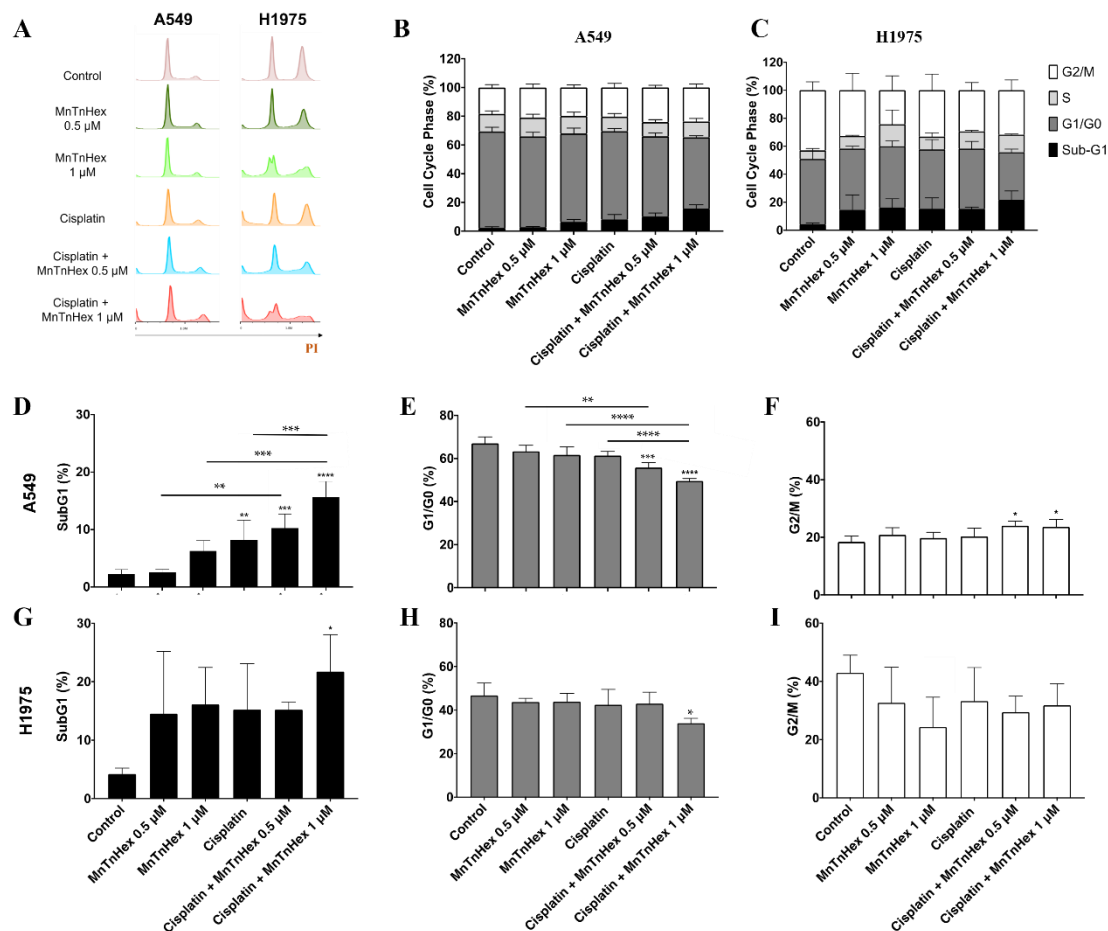 A
A549
H1975
Control
MnTnHex
0.5 µM
MnTnHex
1 µM
Cisplatin
Cisplatin +
MnTnHex 0.5 µM
Cisplatin +
MnTnHex 1 µM
PI
B
A549
Cell Cycle Phase (%)
120
100
80
60
40
20
0
Control
MnTnHex 0.5 µM
MnTnHex 1 µM
Cisplatin
Cisplatin + MnTnHex 0.5 µM
Cisplatin + MnTnHex 1 µM
C
H1975
Cell Cycle Phase (%)
120
100
80
60
40
20
0
Control
MnTnHex 0.5 µM
MnTnHex 1 µM
Cisplatin
Cisplatin + MnTnHex 0.5 µM
Cisplatin + MnTnHex 1 µM
G2/M
S
G1/G0
Sub-G1
A549
D
SubG1 (%)
30
20
10
0
***
***
**
**
***
****
E
G1/G0 (%)
80
60
40
20
0
**
****
****
***
****
F
G2/M (%)
60
40
20
0
*
*
H1975
G
SubG1 (%)
30
20
10
0
*
Control
MnTnHex 0.5 µM
MnTnHex 1 µM
Cisplatin
Cisplatin + MnTnHex 0.5 µM
Cisplatin + MnTnHex 1 µM
H
G1/G0 (%)
80
60
40
20
0
*
Control
MnTnHex 0.5 µM
MnTnHex 1 µM
Cisplatin
Cisplatin + MnTnHex 0.5 µM
Cisplatin + MnTnHex 1 µM
I
G2/M (%)
60
40
20
0
Control
MnTnHex 0.5 µM
MnTnHex 1 µM
Cisplatin
Cisplatin + MnTnHex 0.5 µM
Cisplatin + MnTnHex 1 µM